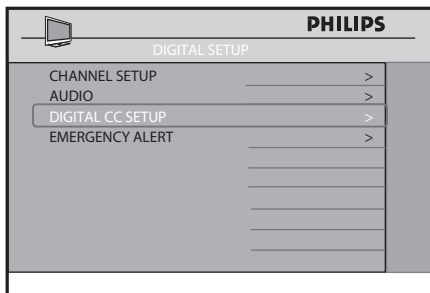 PHILIPS
DIGITAL SETUP
CHANNEL SETUP >
AUDIO >
DIGITAL CC SETUP >
EMERGENCY ALERT >